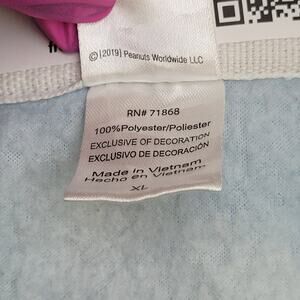 ©[2019] Peanuts Worldwide LLC
RN# 71868
100%Polyester/Poliester
EXCLUSIVE OF DECORATION
EXCLUSIVO DE DECORACIÓN
Made in Vietnam
Hecho en Vietnam
XL